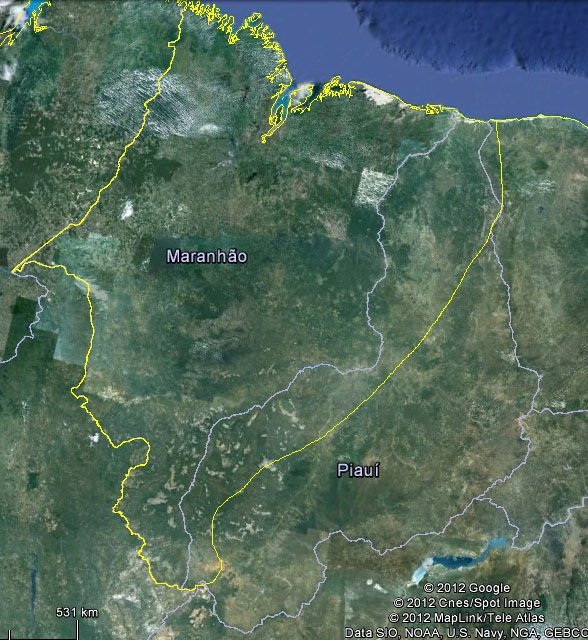 Maranhão
Piauí
531 km
© 2012 Google
© 2012 Cnes/Spot Image
© 2012 MapLink/Tele Atlas
Data SIO, NOAA, U.S. Navy, NGA, GEBCO